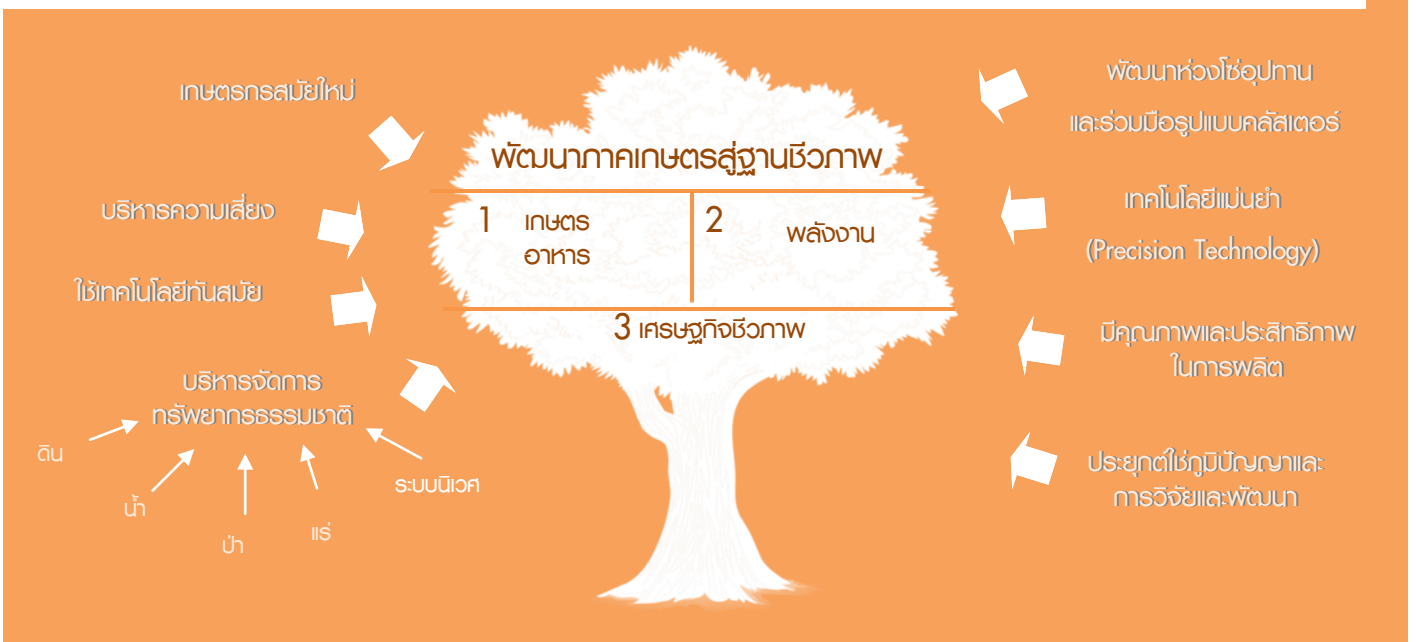 เกษตรกรสมัยใหม่
บริหารความเสี่ยง
ใช้เทคโนโลยีทันสมัย
บริหารจัดการ
ทรัพยากรธรรมชาติ
ดิน
น้ำ
ป่า
แร่
ระบบนิเวศ
พัฒนาภาคเกษตรสู่ฐานชีวภาพ
1 เกษตร
อาหาร
2 พลังงาน
3 เศรษฐกิจชีวภาพ
พัฒนาห่วงโซ่อุปทาน
และร่วมมือรูปแบบคลัสเตอร์
เทคโนโลยีแม่นยำ
(Precision Technology)
มีคุณภาพและประสิทธิภาพ
ในการผลิต
ประยุกต์ใช่ภูมิปัญญาและ
การวิจัยและพัฒนา